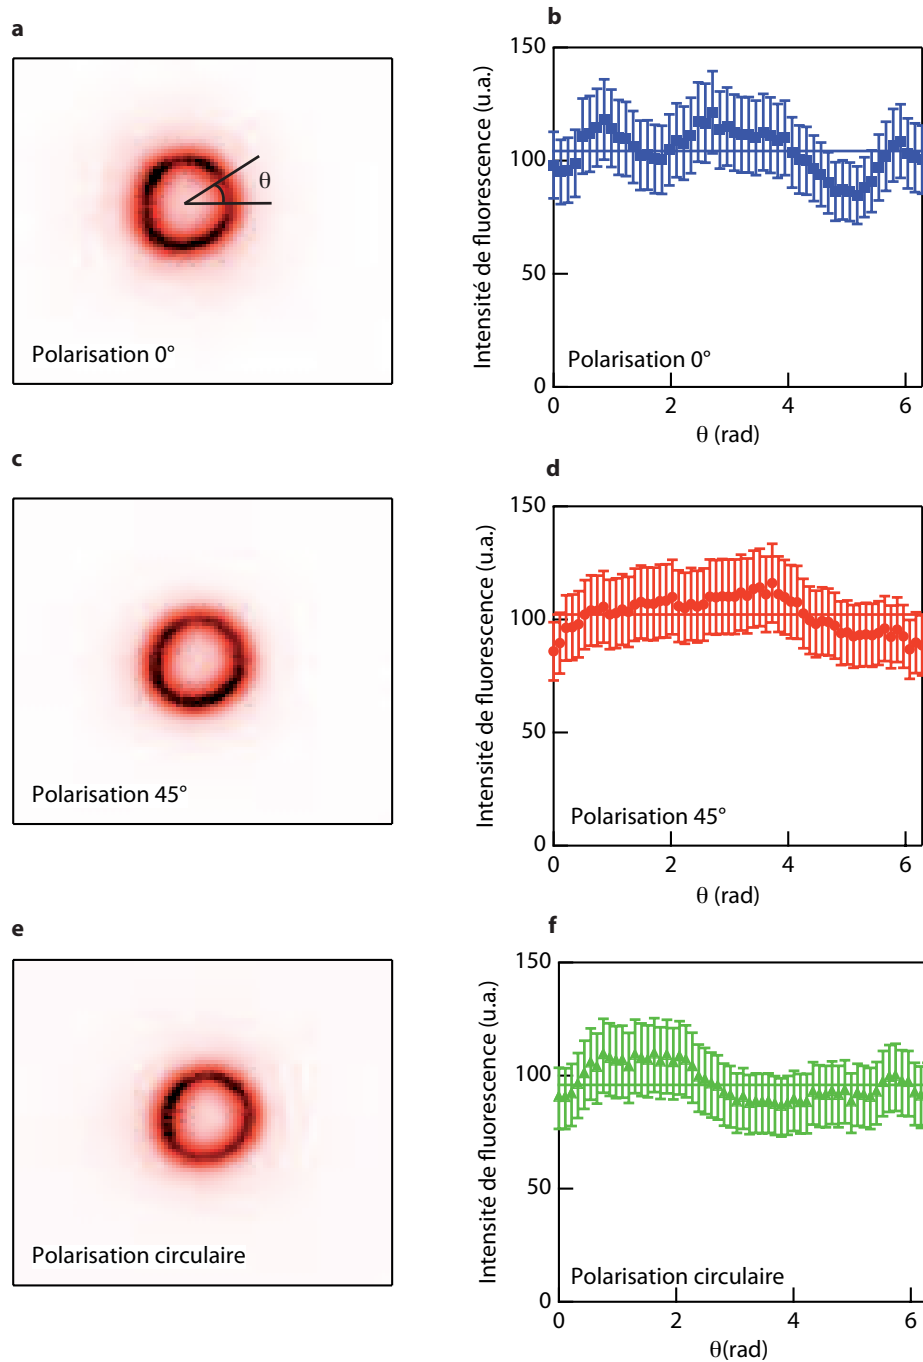 a
θ
Polarisation 0°
b
Intensité de fluorescence (u.a.)
150
100
50
0
0 2 4 6
θ (rad)
Polarisation 0°
c
Polarisation 45°
d
Intensité de fluorescence (u.a.)
150
100
50
0
0 2 4 6
θ (rad)
Polarisation 45°
e
Polarisation circulaire
f
Intensité de fluorescence (u.a.)
150
100
50
0
0 2 4 6
θ(rad)
Polarisation circulaire